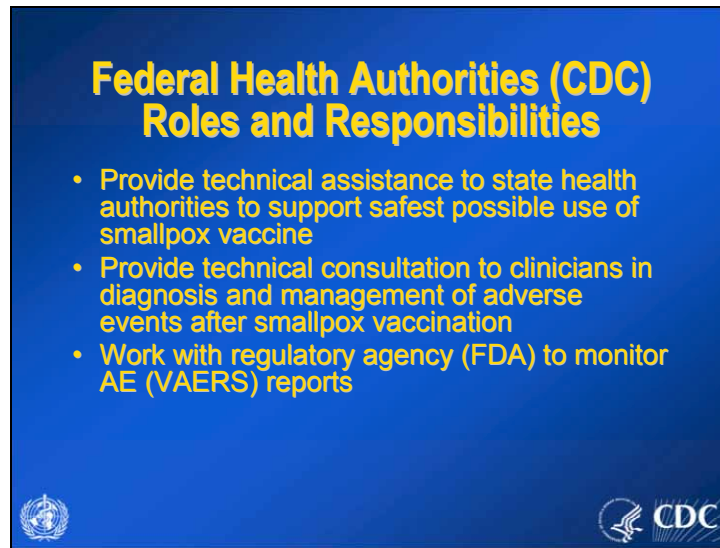 Federal Health Authorities (CDC)
Roles and Responsibilities
• Provide technical assistance to state health
authorities to support safest possible use of
smallpox vaccine
• Provide technical consultation to clinicians in
diagnosis and management of adverse
events after smallpox vaccination
• Work with regulatory agency (FDA) to monitor
AE (VAERS) reports
CDC